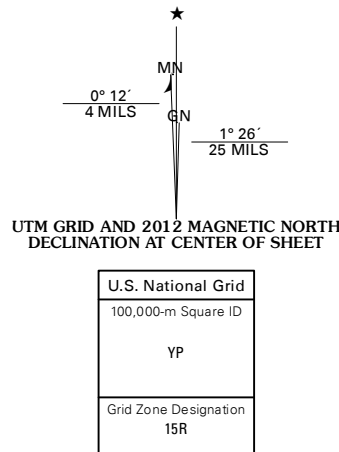 ★
MN
0° 12´
4 MILS
GN
1° 26´
25 MILS
UTM GRID AND 2012 MAGNETIC NORTH
DECLINATION AT CENTER OF SHEET
U.S. National Grid
100,000-m Square ID
YP
Grid Zone Designation
15R